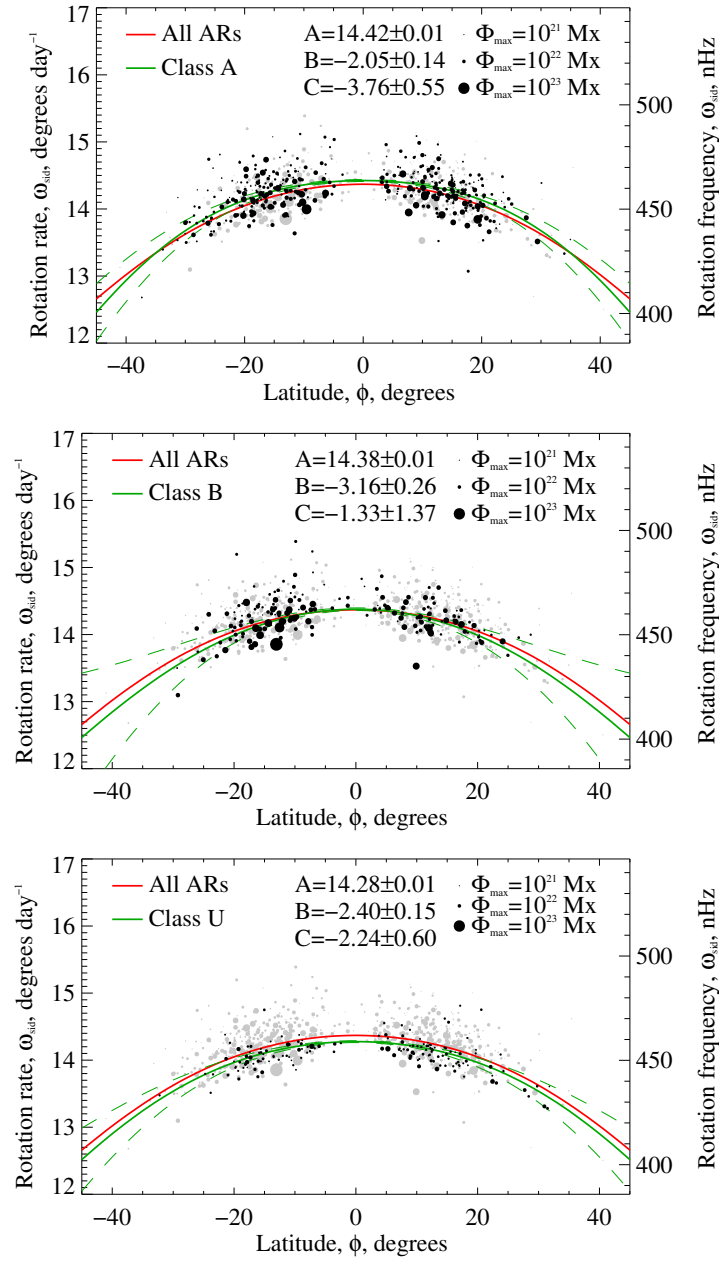 17
All ARs A=14.42±0.01 Φmax=10²¹ Mx
16
Class A B=−2.05±0.14 Φmax=10²² Mx
C=−3.76±0.55 Φmax=10²³ Mx
500
15
14
450
13
400
12
−40 −20 0 20 40
Latitude, ϕ, degrees
Rotation rate, ωsid, degrees day⁻¹
Rotation frequency, ωsid, nHz
17
All ARs A=14.38±0.01 Φmax=10²¹ Mx
16
Class B B=−3.16±0.26 Φmax=10²² Mx
C=−1.33±1.37 Φmax=10²³ Mx
500
15
14
450
13
400
12
−40 −20 0 20 40
Latitude, ϕ, degrees
Rotation rate, ωsid, degrees day⁻¹
Rotation frequency, ωsid, nHz
17
All ARs A=14.28±0.01 Φmax=10²¹ Mx
16
Class U B=−2.40±0.15 Φmax=10²² Mx
C=−2.24±0.60 Φmax=10²³ Mx
500
15
14
450
13
400
12
−40 −20 0 20 40
Latitude, ϕ, degrees
Rotation rate, ωsid, degrees day⁻¹
Rotation frequency, ωsid, nHz